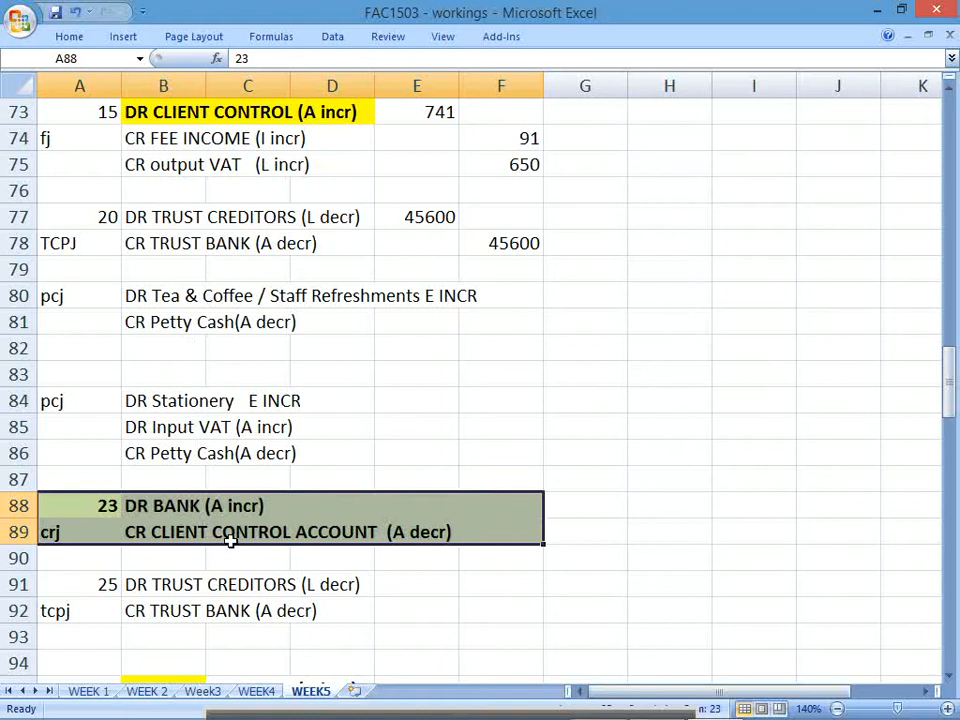 FAC1503 - workings - Microsoft Excel
Home Insert Page Layout Formulas Data Review View Add-Ins
A88 fx 23
A B C D E F G H I J K
73 15 DR CLIENT CONTROL (A incr) 741
74 fj CR FEE INCOME (I incr) 91
75 CR output VAT (L incr) 650
76
77 20 DR TRUST CREDITORS (L decr) 45600
78 TCPJ CR TRUST BANK (A decr) 45600
79
80 pcj DR Tea & Coffee / Staff Refreshments E INCR
81 CR Petty Cash(A decr)
82
83
84 pcj DR Stationery E INCR
85 DR Input VAT (A incr)
86 CR Petty Cash(A decr)
87
88 23 DR BANK (A incr)
89 crj CR CLIENT CONTROL ACCOUNT (A decr)
90
91 25 DR TRUST CREDITORS (L decr)
92 tcpj CR TRUST BANK (A decr)
93
94
WEEK 1 WEEK 2 Week3 WEEK4 WEEK5
Ready n: 23 140%